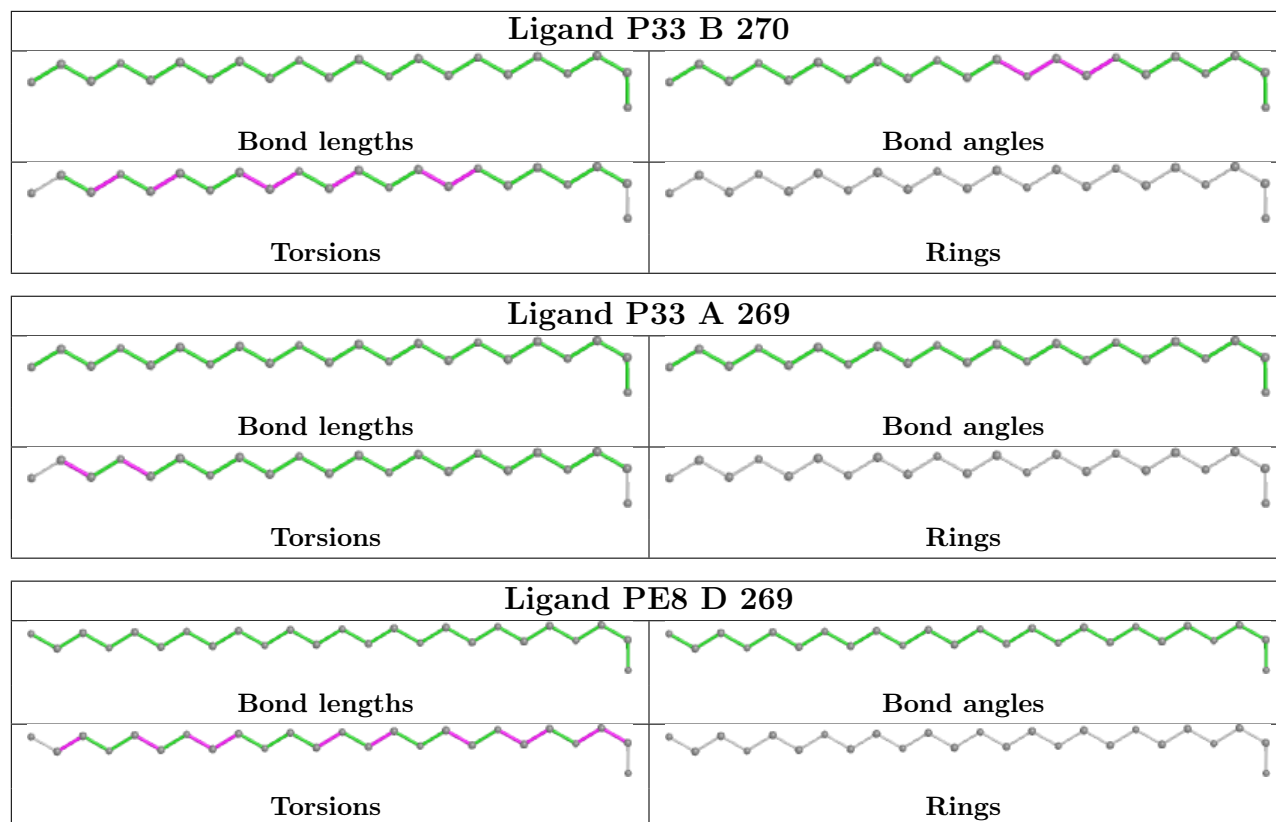 Ligand P33 B 270
Bond lengths
Bond angles
Torsions
Rings
Ligand P33 A 269
Bond lengths
Bond angles
Torsions
Rings
Ligand PE8 D 269
Bond lengths
Bond angles
Torsions
Rings